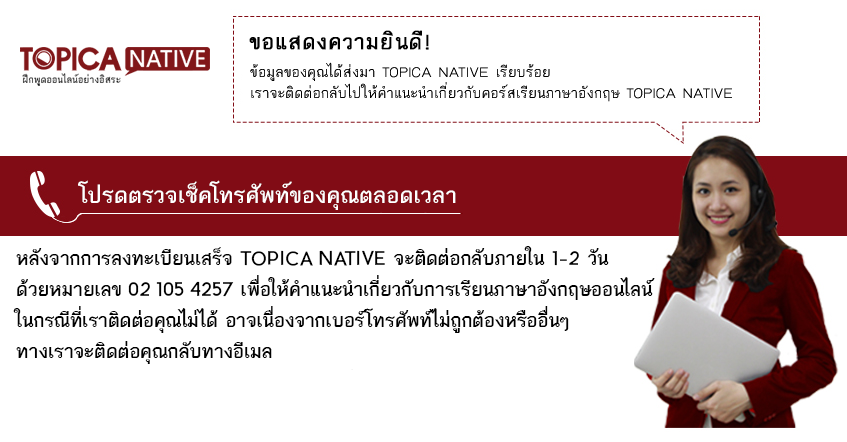 TOPICA NATIVE
ฝึกพูดออนไลน์อย่างอิสระ
ขอแสดงความยินดี!
ข้อมูลของคุณได้ส่งมา TOPICA NATIVE เรียบร้อย
เราจะติดต่อกลับไปให้คำแนะนำเกี่ยวกับคอร์สเรียนภาษาอังกฤษ TOPICA NATIVE
โปรดตรวจเช็คโทรศัพท์ของคุณตลอดเวลา
หลังจากการลงทะเบียนเสร็จ TOPICA NATIVE จะติดต่อกลับภายใน 1-2 วัน
ด้วยหมายเลข 02 105 4257 เพื่อให้คำแนะนำเกี่ยวกับการเรียนภาษาอังกฤษออนไลน์
ในกรณีที่เราติดต่อคุณไม่ได้ อาจเนื่องจากเบอร์โทรศัพท์ไม่ถูกต้องหรืออื่นๆ
ทางเราจะติดต่อคุณกลับทางอีเมล